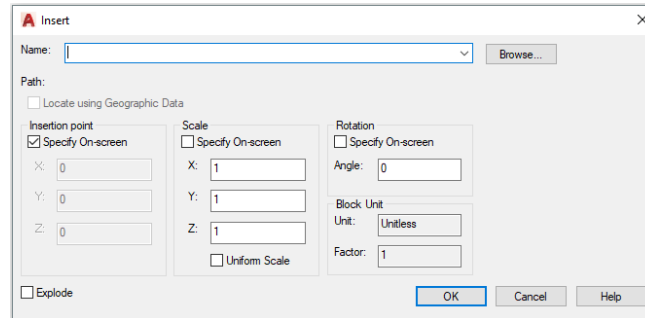 Insert
Name:
Browse...
Path:
Locate using Geographic Data
Insertion point
Specify On-screen
X: 0
Y: 0
Z: 0
Scale
Specify On-screen
X: 1
Y: 1
Z: 1
Uniform Scale
Rotation
Specify On-screen
Angle: 0
Block Unit
Unit: Unitless
Factor: 1
Explode
OK Cancel Help